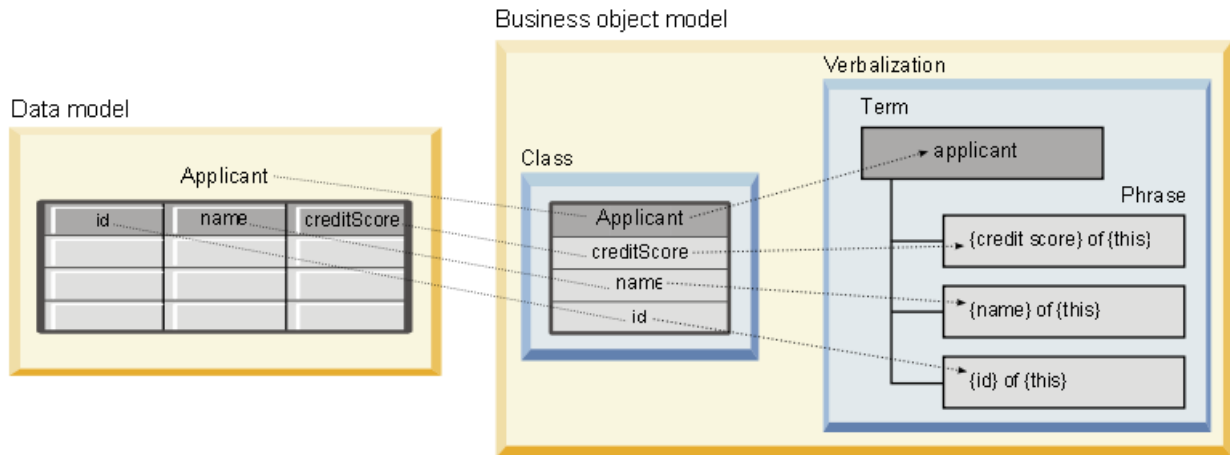 Business object model
Verbalization
Data model
Term
Class
applicant
Applicant
Phrase
id name creditScore
Applicant
{credit score} of {this}
creditScore
name
{name} of {this}
id
{id} of {this}